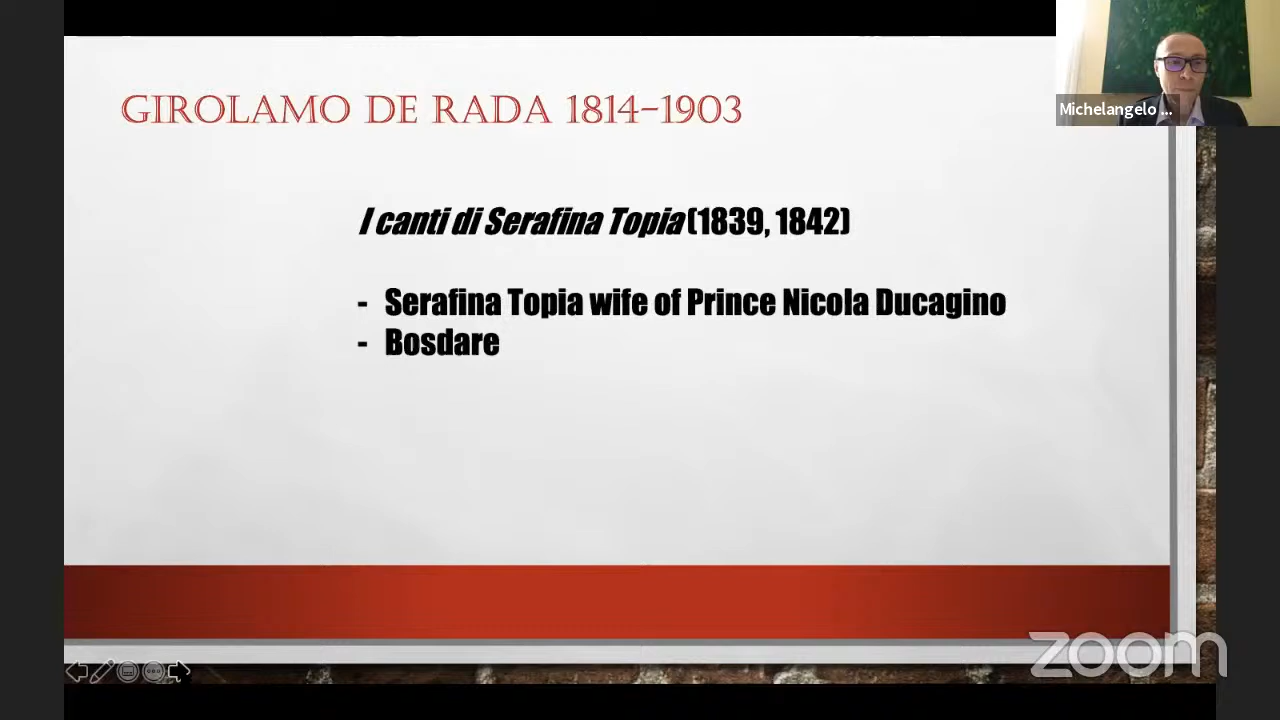 GIROLAMO DE RADA 1814-1903
Michelangelo ...
I canti di Serafina Topia (1839, 1842)
- Serafina Topia wife of Prince Nicola Ducagino
- Bosdare
zoom